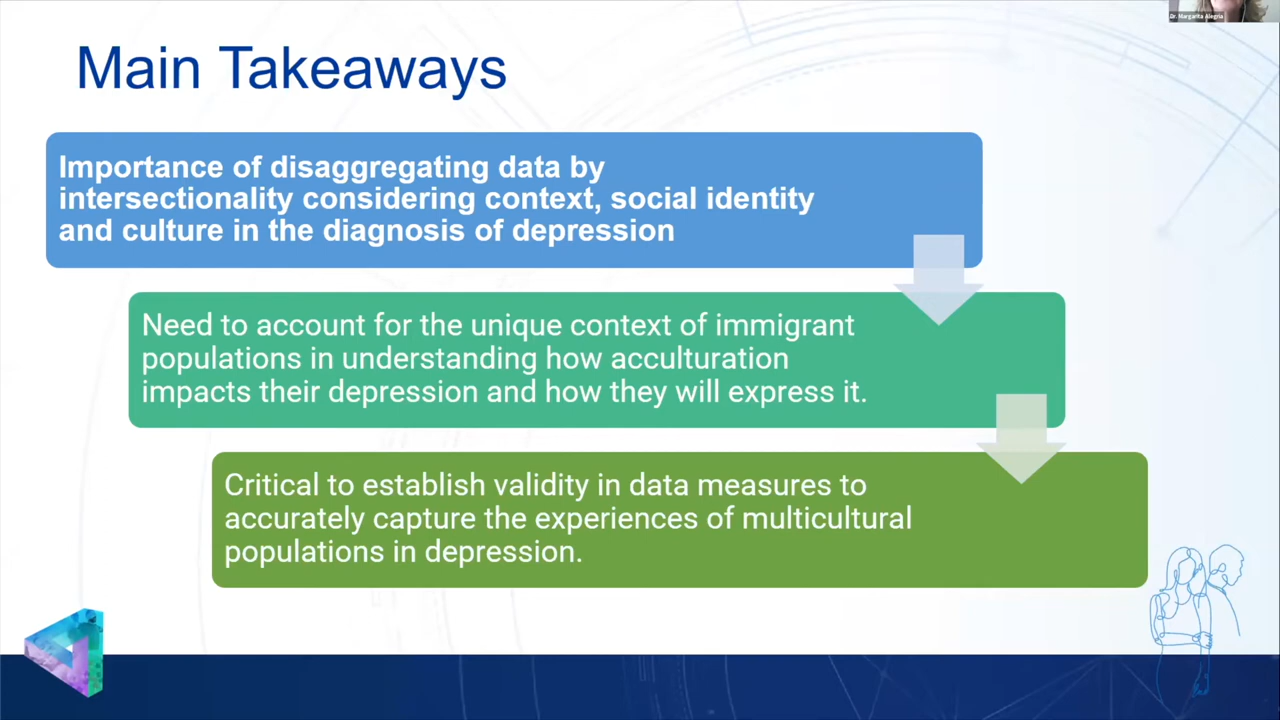 Dr. Margarita Alegria
Main Takeaways
Importance of disaggregating data by
intersectionality considering context, social identity
and culture in the diagnosis of depression
Need to account for the unique context of immigrant
populations in understanding how acculturation
impacts their depression and how they will express it.
Critical to establish validity in data measures to
accurately capture the experiences of multicultural
populations in depression.